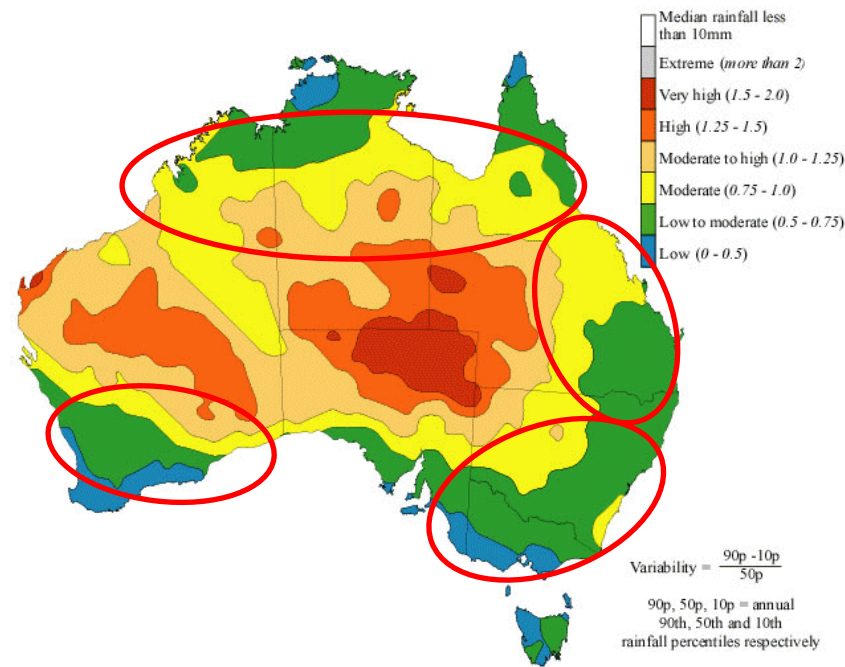 Median rainfall less
than 10mm
Extreme (more than 2)
Very high (1.5 - 2.0)
High (1.25 - 1.5)
Moderate to high (1.0 - 1.25)
Moderate (0.75 - 1.0)
Low to moderate (0.5 - 0.75)
Low (0 - 0.5)
Variability = 90p -10p
50p
90p, 50p, 10p = annual
90th, 50th and 10th
rainfall percentiles respectively